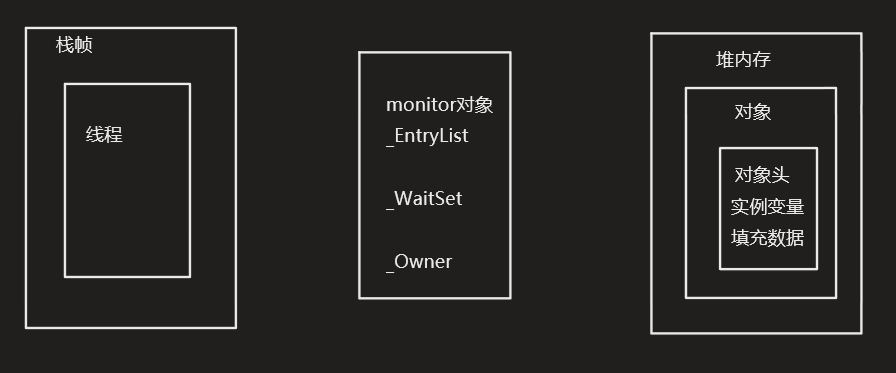 栈帧
线程
monitor对象
_EntryList
_WaitSet
_Owner
堆内存
对象
对象头
实例变量
填充数据